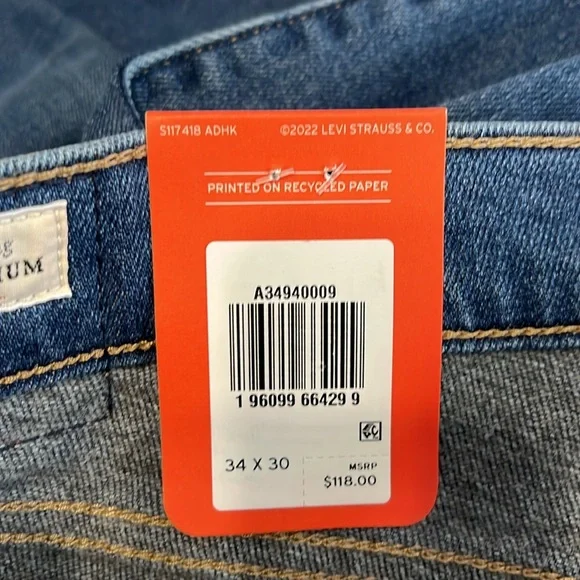 S117418 ADHK ©2022 LEVI STRAUSS & CO.
PRINTED ON RECYCLED PAPER
A34940009
1 96099 66429 9
34 X 30
MSRP
$118.00